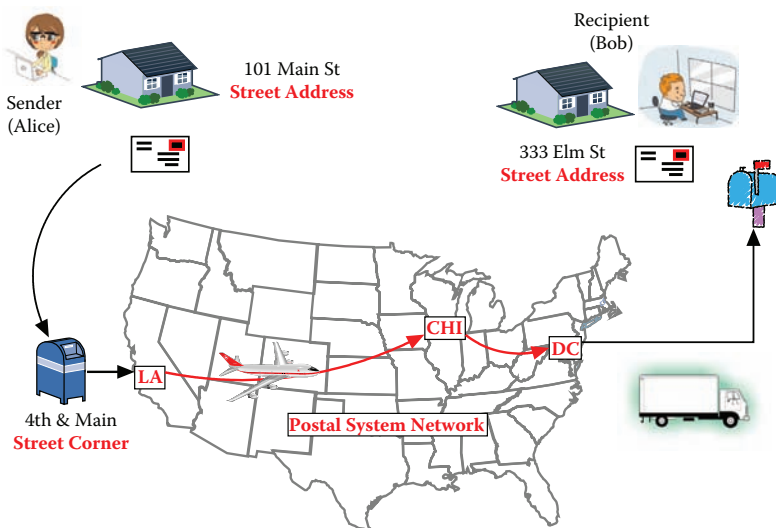 Sender
(Alice)
101 Main St
Street Address
Recipient
(Bob)
333 Elm St
Street Address
4th & Main
Street Corner
LA
CHI
DC
Postal System Network